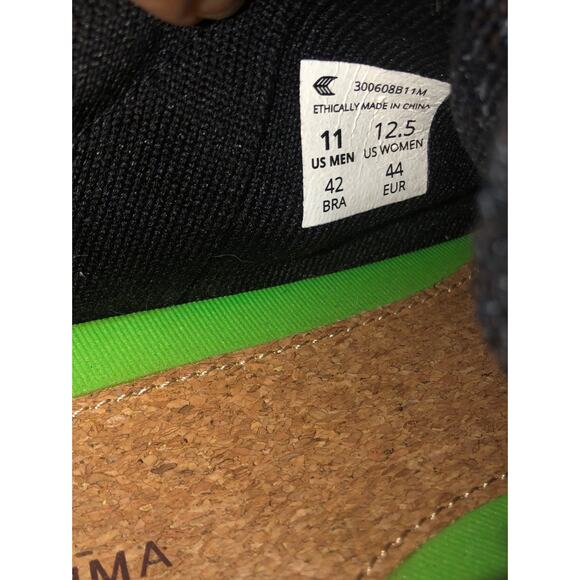 300608B11M
ETHICALLY MADE IN CHINA
11 12.5
US MEN US WOMEN
42 44
BRA EUR